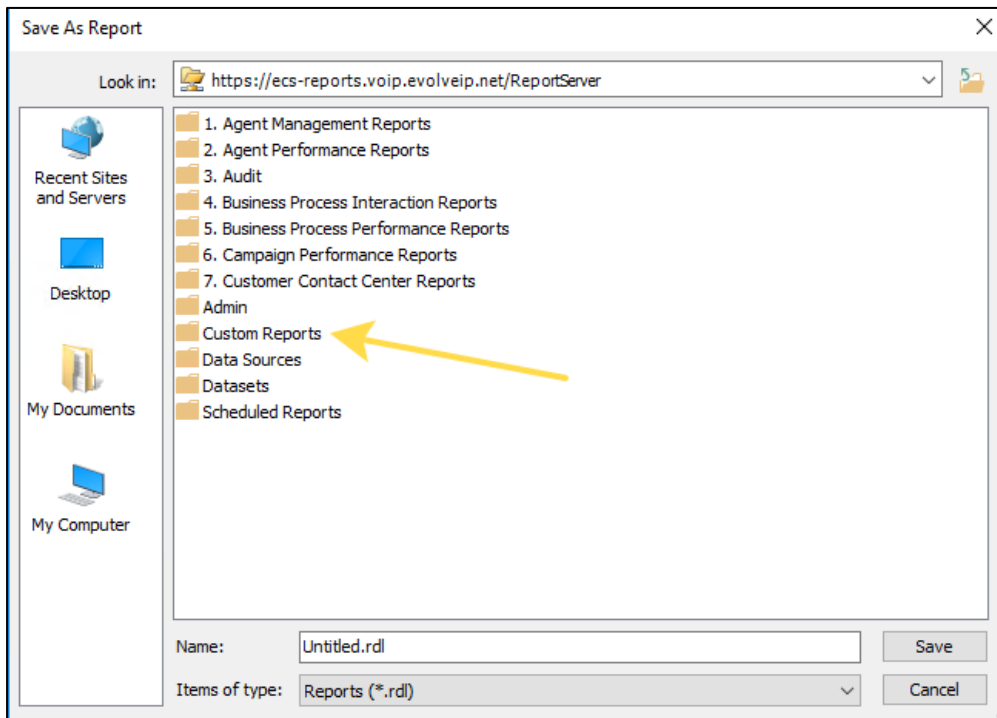 Save As Report
Look in: https://ecs-reports.voip.evolveip.net/ReportServer
Recent Sites
and Servers
Desktop
My Documents
My Computer
1. Agent Management Reports
2. Agent Performance Reports
3. Audit
4. Business Process Interaction Reports
5. Business Process Performance Reports
6. Campaign Performance Reports
7. Customer Contact Center Reports
Admin
Custom Reports
Data Sources
Datasets
Scheduled Reports
Name: Untitled.rdl Save
Items of type: Reports (*.rdl) Cancel